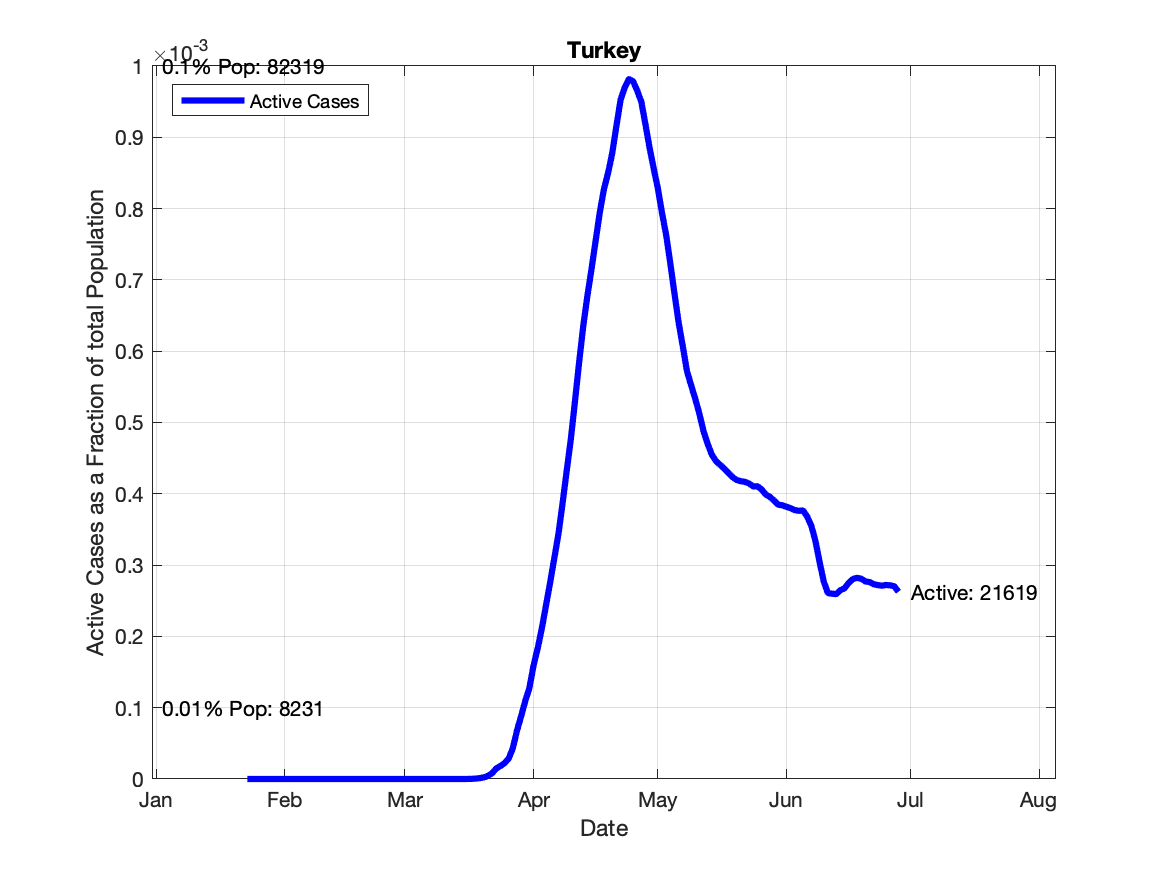 Turkey
×10-3
0.1% Pop: 82319
Active Cases
1
0.9
0.8
0.7
0.6
0.5
0.4
0.3
0.2
0.1
0
Active Cases as a Fraction of total Population
Active: 21619
0.01% Pop: 8231
Jan Feb Mar Apr May Jun Jul Aug
Date